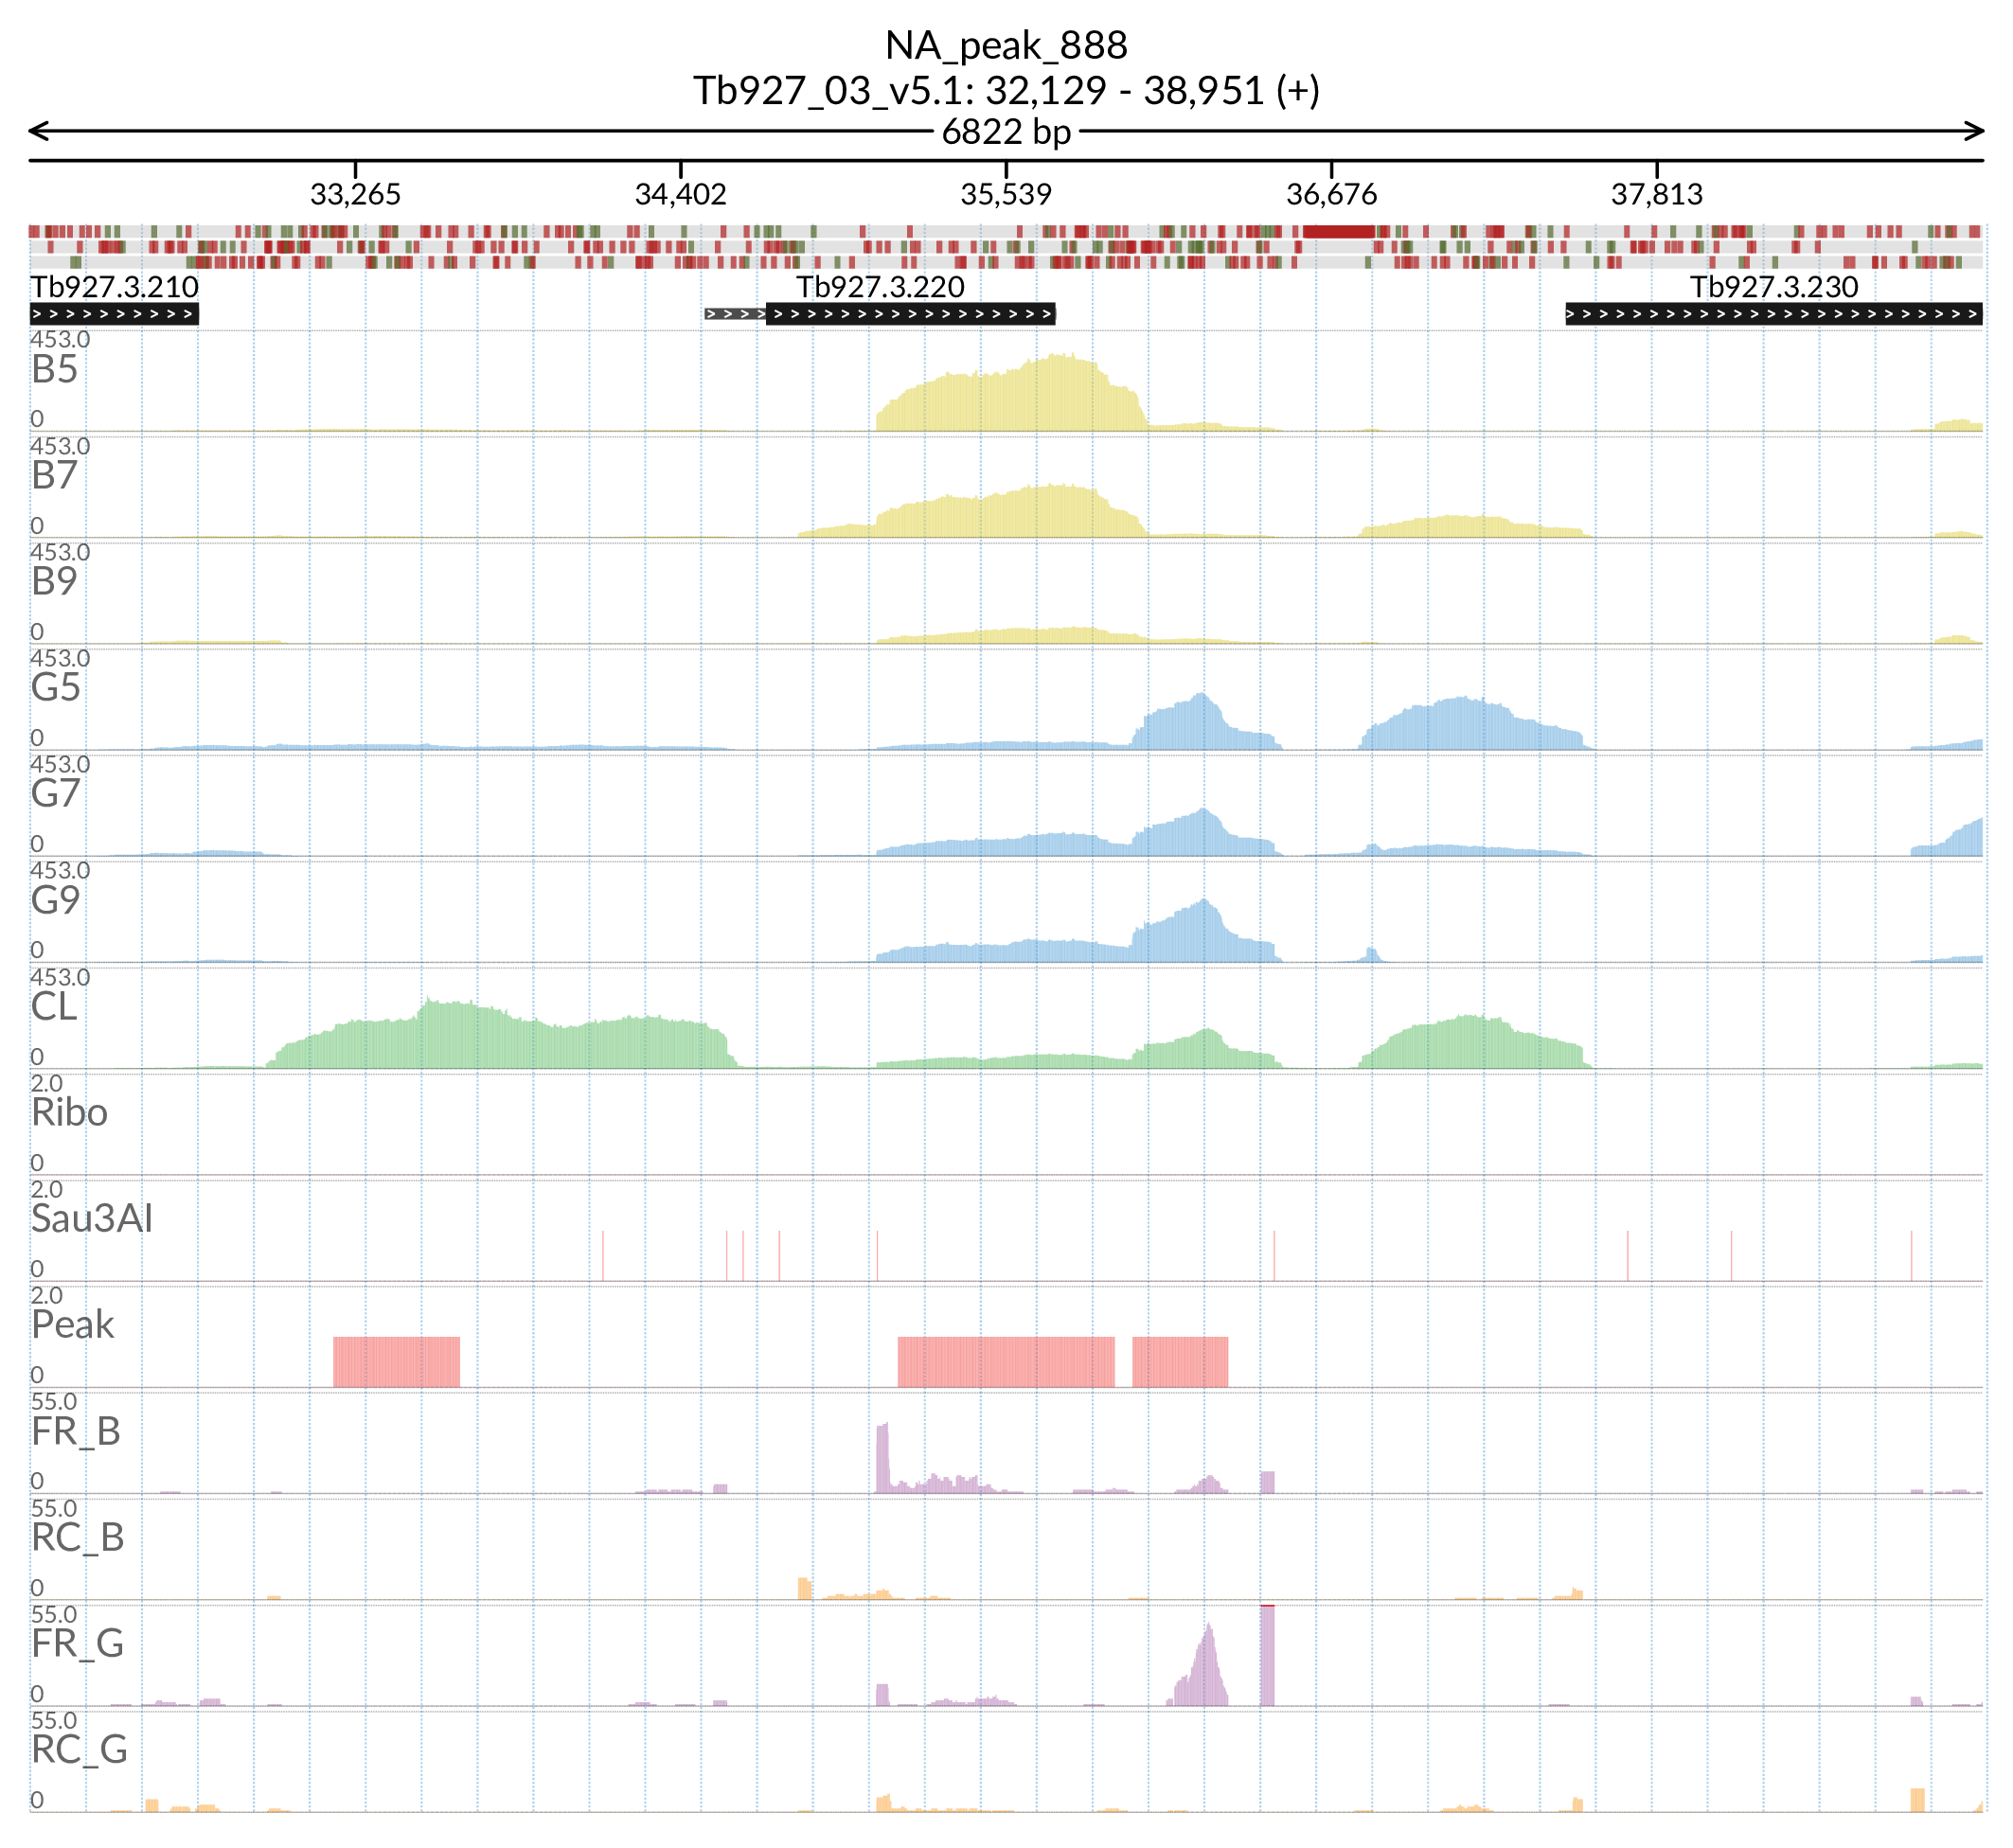 NA_peak_888
Tb927_03_v5.1: 32,129 - 38,951 (+)
6822 bp
33,265 34,402 35,539 36,676 37,813
Tb927.3.210 Tb927.3.220 Tb927.3.230
453.0
B5
0
453.0
B7
0
453.0
B9
0
453.0
G5
0
453.0
G7
0
453.0
G9
0
453.0
CL
0
2.0
Ribo
0
2.0
Sau3AI
0
2.0
Peak
0
55.0
FR_B
0
55.0
RC_B
0
55.0
FR_G
0
55.0
RC_G
0